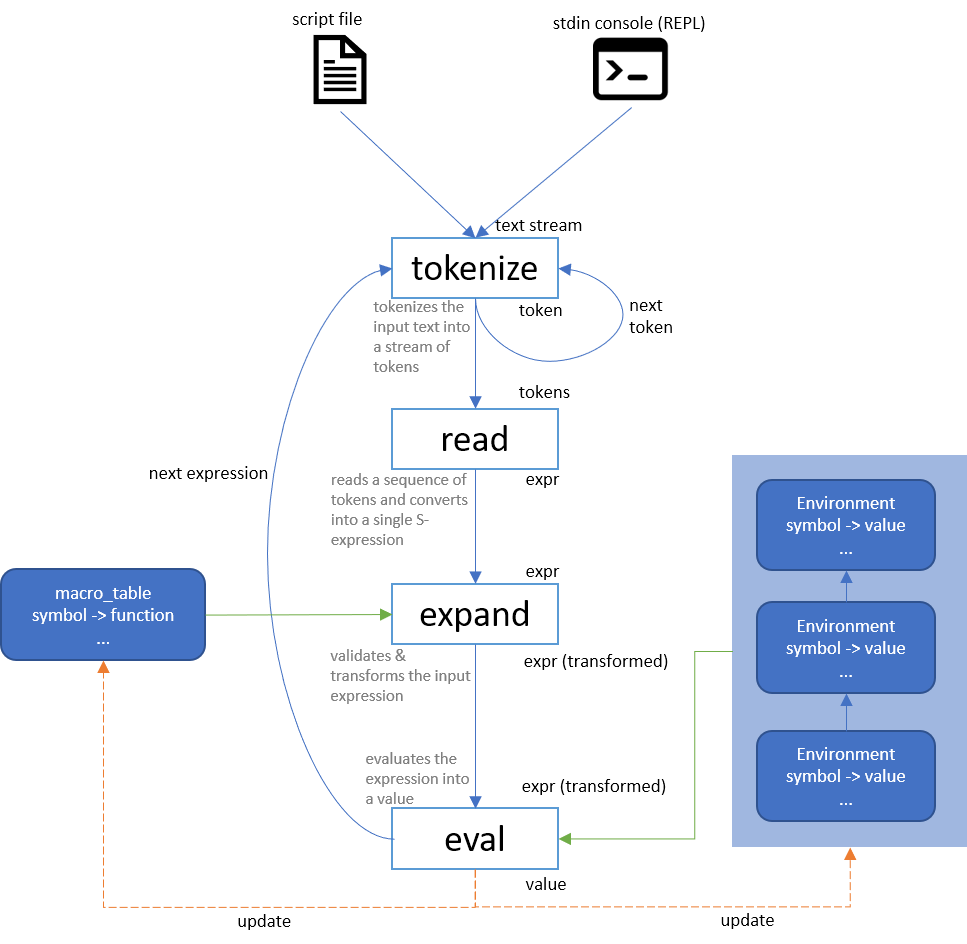 script file
stdin console (REPL)
text stream
tokenize
tokenizes the
input text into
a stream of
tokens
token
next
token
tokens
read
next expression
reads a sequence of
tokens and converts
into a single S-
expression
expr
Environment
symbol -> value
...
expr
macro_table
symbol -> function
...
expand
Environment
symbol -> value
...
validates &
transforms the input
expression
expr (transformed)
Environment
symbol -> value
...
evaluates the
expression into
a value
expr (transformed)
eval
value
update
update